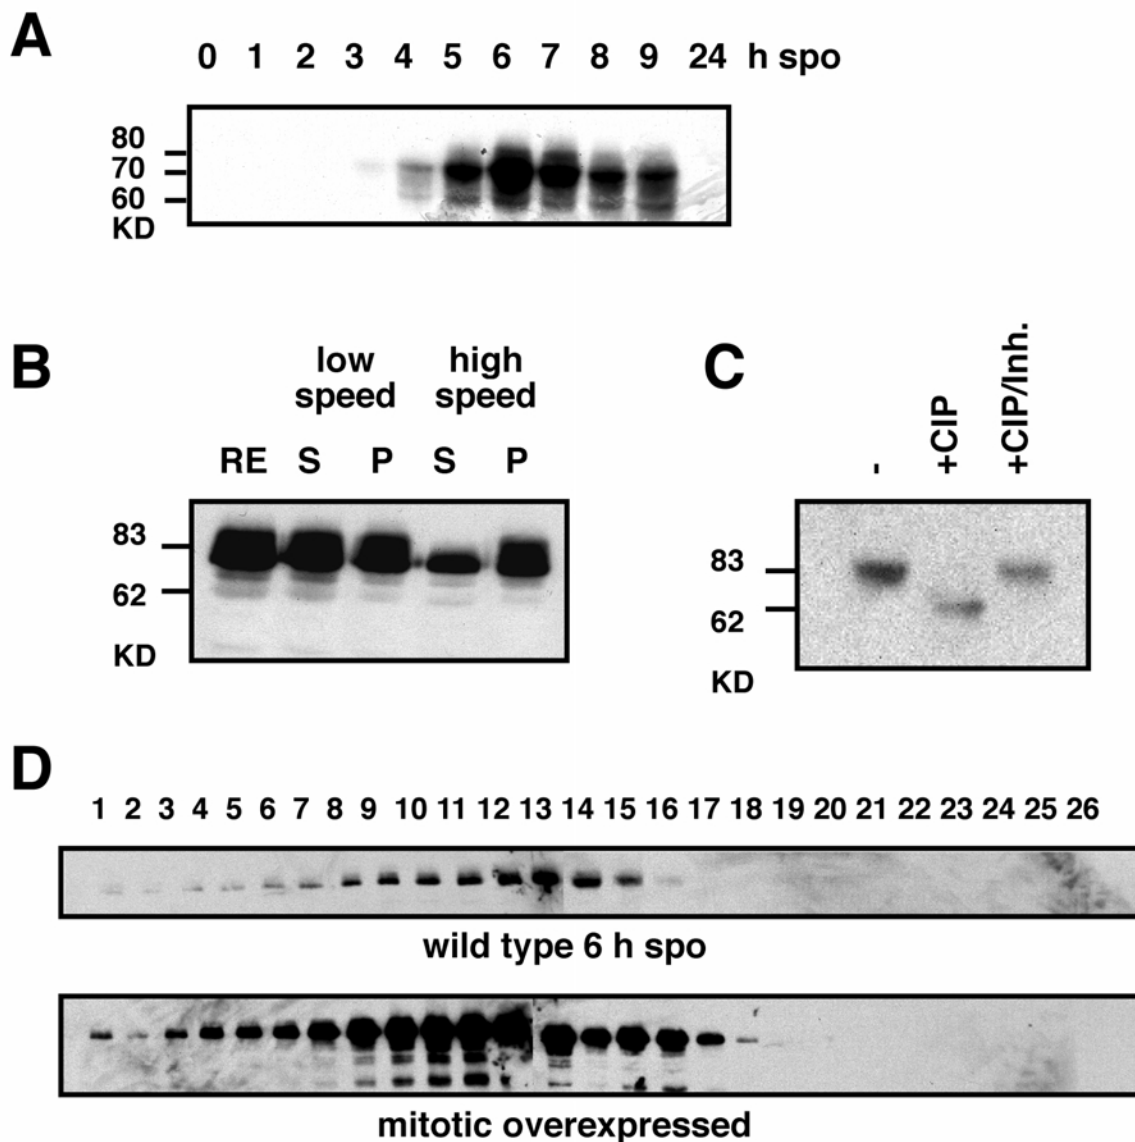 A
0 1 2 3 4 5 6 7 8 9 24 h spo
80
70
60
KD
B
low speed
high speed
RE S P S P
83
62
KD
C
- +CIP +CIP/Inh.
83
62
KD
D
1 2 3 4 5 6 7 8 9 10 11 12 13 14 15 16 17 18 19 20 21 22 23 24 25 26
wild type 6 h spo
mitotic overexpressed